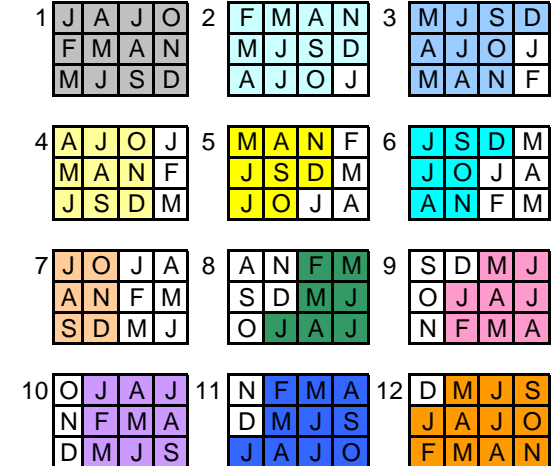 1 J A J O 2 F M A N 3 M J S D
F M A N M J S D A J O J
M J S D A J O J M A N F
4 A J O J 5 M A N F 6 J S D M
M A N F J S D M J O J A
J S D M J O J A A N F M
7 J O J A 8 A N F M 9 S D M J
A N F M S D M J O J A J
S D M J O J A J N F M A
10 O J A J 11 N F M A 12 D M J S
N F M A D M J S J A J O
D M J S J A J O F M A N